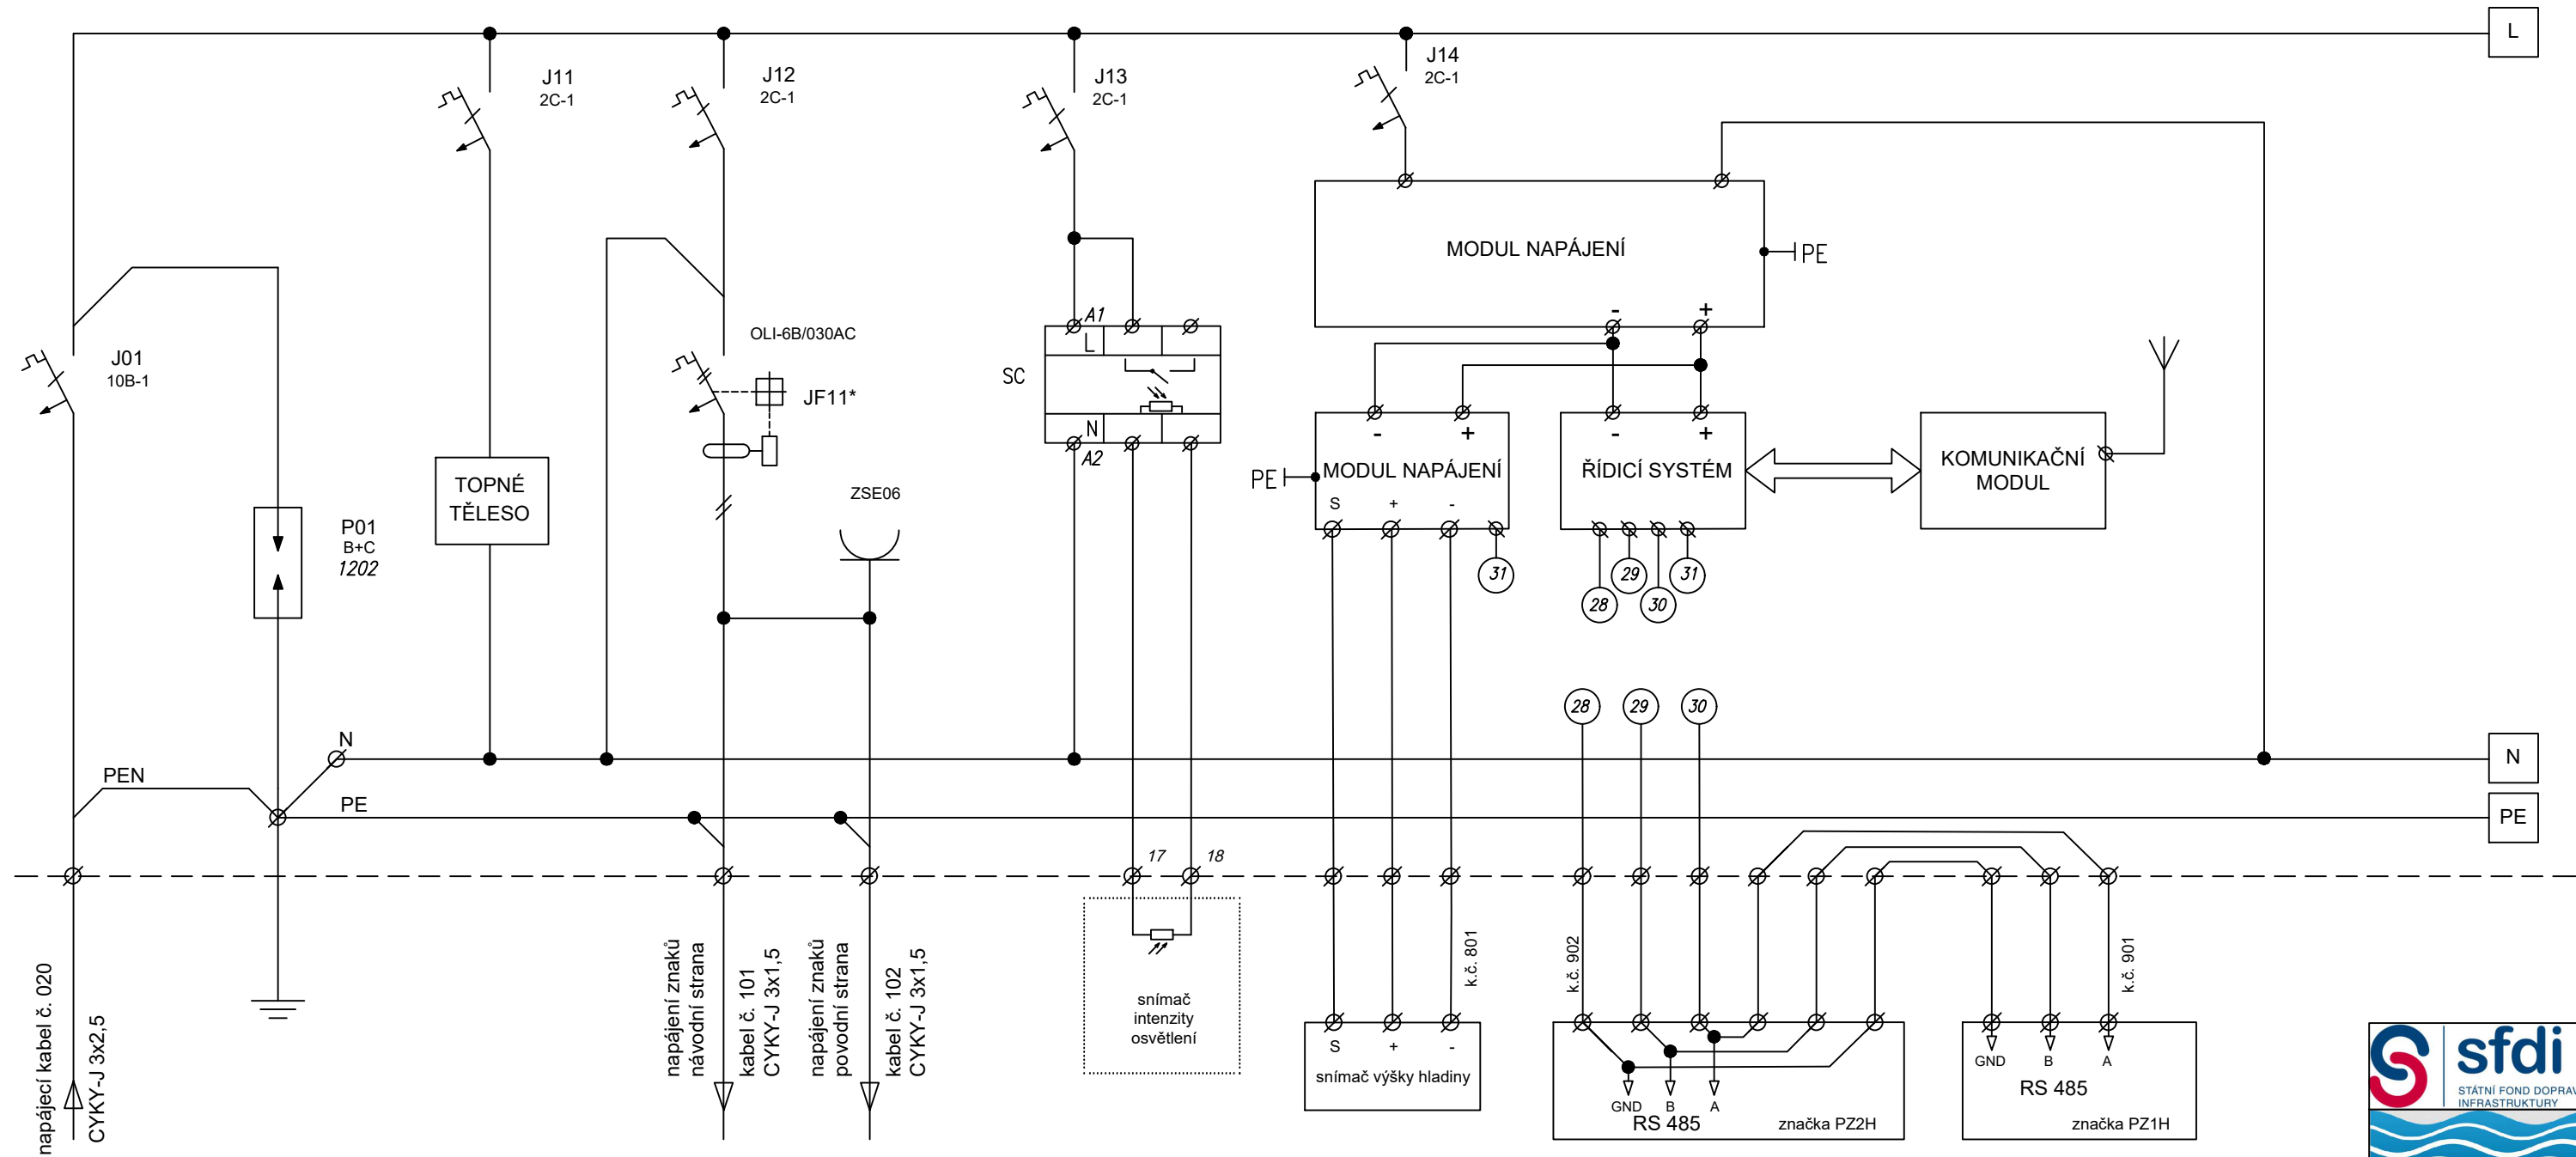 L
J11
2C-1
J12
2C-1
J13
2C-1
J14
2C-1
MODUL NAPÁJENÍ
PE
-
+
J01
10B-1
OLI-6B/030AC
JF11*
A1
L
SC
N
A2
-
+
MODUL NAPÁJENÍ
PE
S
+
-
31
-
+
ŘÍDICÍ SYSTÉM
28
29
30
31
KOMUNIKAČNÍ
MODUL
TOPNÉ
TĚLESO
ZSE06
P01
B+C
1202
28
29
30
N
N
PEN
PE
PE
17
18
napájecí kabel č. 020
CYKY-J 3x2,5
napájení znaků
návodní strana
kabel č. 101
CYKY-J 3x1,5
napájení znaků
povodní strana
kabel č. 102
CYKY-J 3x1,5
snímač
intenzity
osvětlení
k.č. 801
S
+
-
snímač výšky hladiny
k.č. 902
GND
B
A
RS 485
značka PZ2H
k.č. 901
GND
B
A
RS 485
značka PZ1H
sfdi
STÁTNÍ FOND DOPRAV
INFRASTRUKTURY